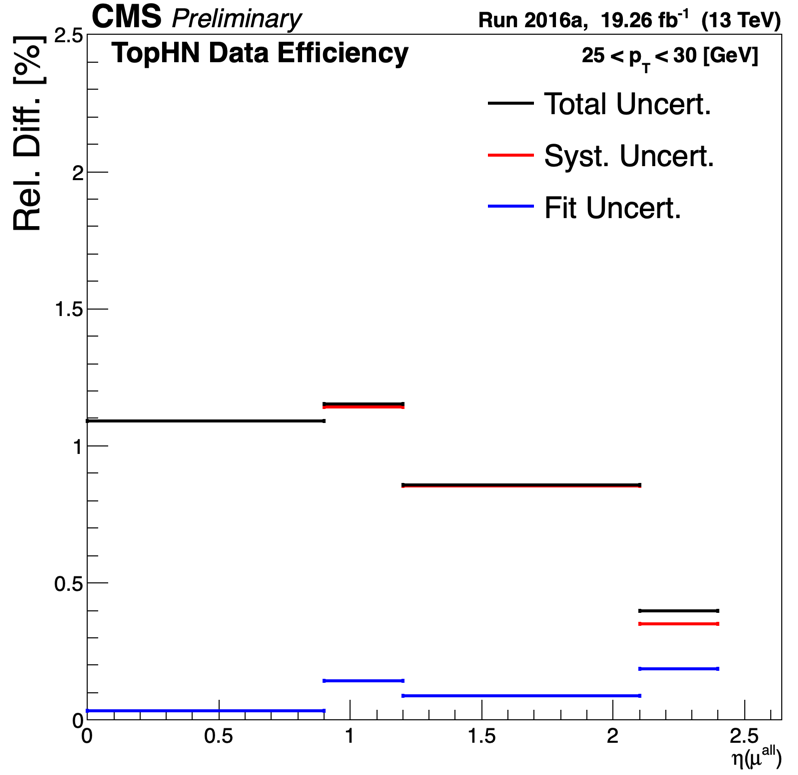 CMS Preliminary
Run 2016a, 19.26 fb⁻¹ (13 TeV)
TopHN Data Efficiency
25 < p_T < 30 [GeV]
Total Uncert.
Syst. Uncert.
Fit Uncert.
Rel. Diff. [%]
2.5
2
1.5
1
0.5
0
0 0.5 1 1.5 2 2.5
η(μ^all)